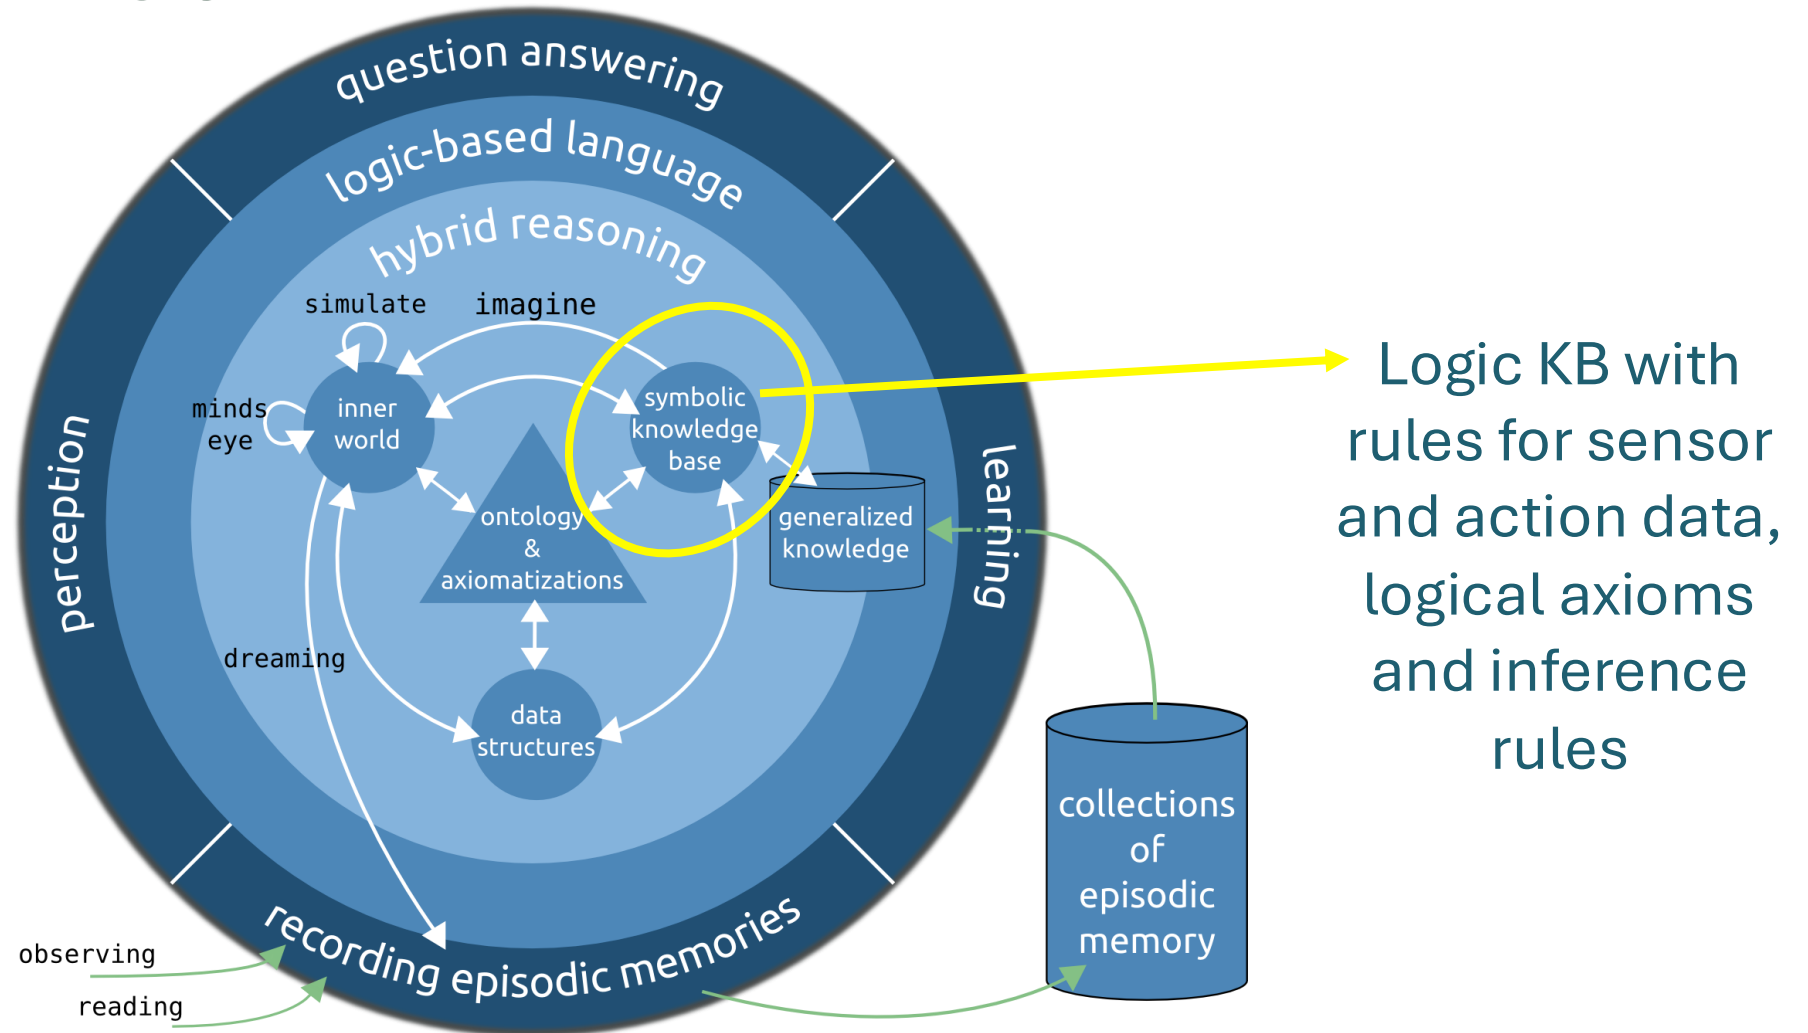 question answering
logic-based language
hybrid reasoning
simulate
imagine
minds
eye
inner
world
symbolic
knowledge
base
perception
learning
ontology
&
axiomatizations
generalized
knowledge
dreaming
data
structures
recording episodic memories
observing
reading
collections
of
episodic
memory
Logic KB with
rules for sensor
and action data,
logical axioms
and inference
rules